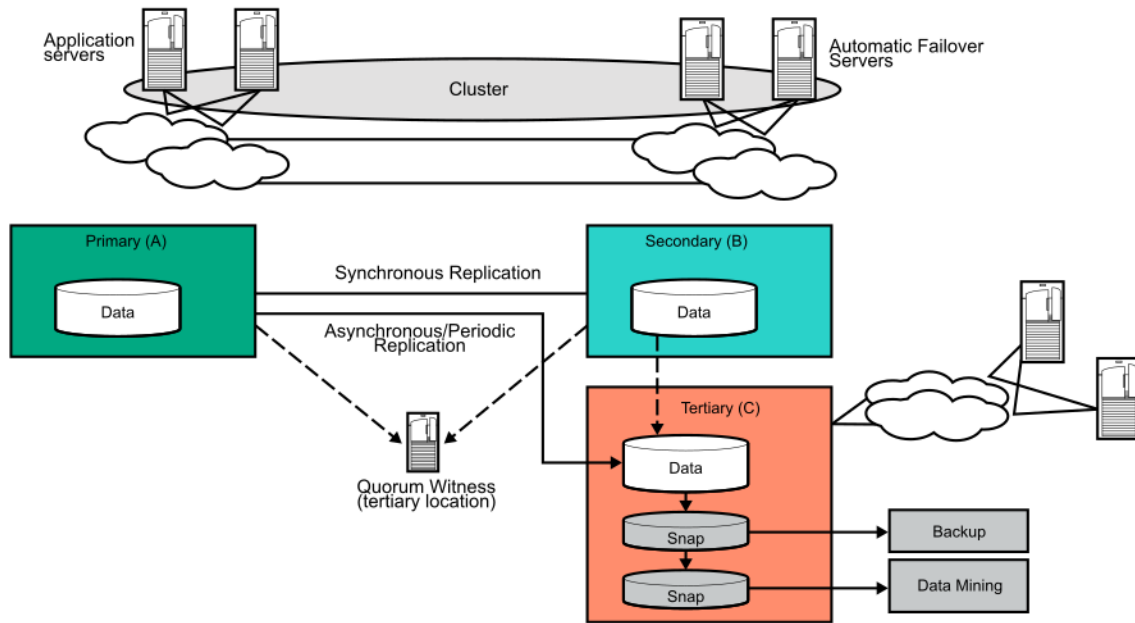 Application
servers
Automatic Failover
Servers
Cluster
Primary (A)
Secondary (B)
Synchronous Replication
Data
Data
Asynchronous/Periodic
Replication
Tertiary (C)
Data
Quorum Witness
(tertiary location)
Snap
Backup
Snap
Data Mining